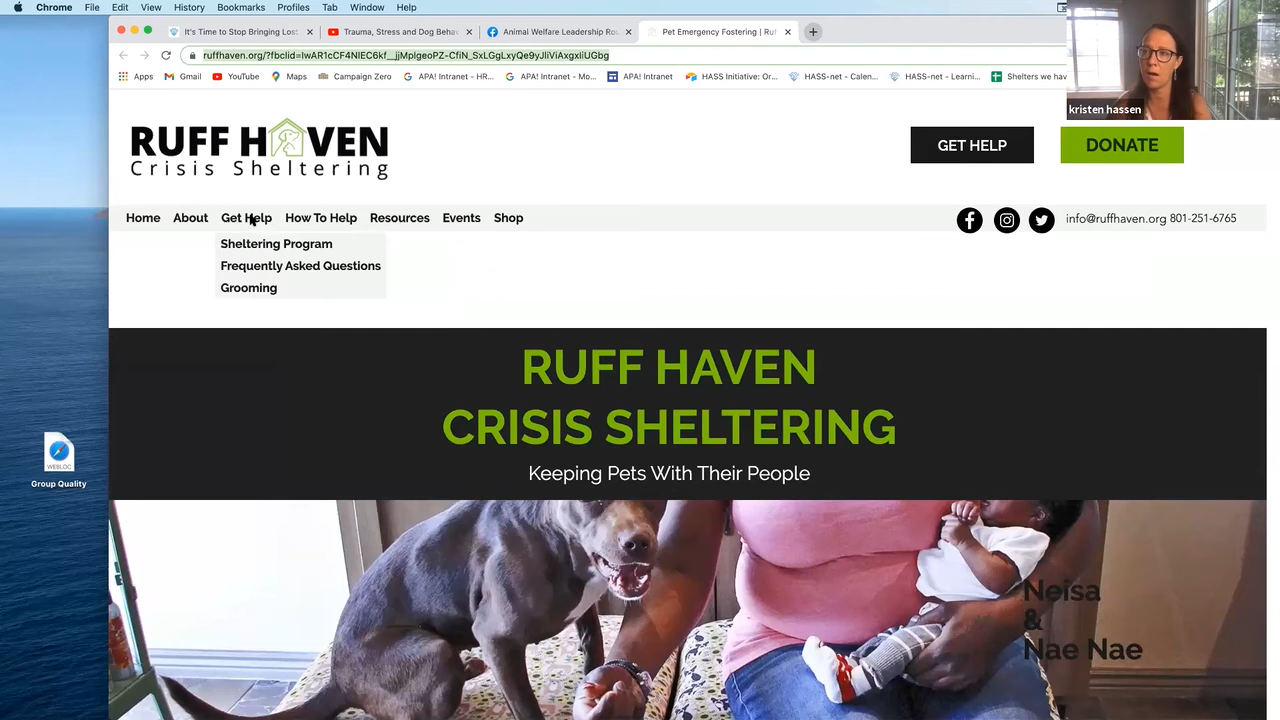 Chrome File Edit View History Bookmarks Profiles Tab Window Help
It's Time to Stop Bringing Lost
Trauma, Stress and Dog Beha
Animal Welfare Leadership Ro
Pet Emergency Fostering | Ruf
ruffhaven.org/?fbclid=IwAR1cCF4NIEC6kf__jjMplgeoPZ-CfiN_SxLGgLxyQe9yJliViAxgxIiUGbg
Apps Gmail YouTube Maps Campaign Zero APA! Intranet - HR... APA! Intranet - Mo... APA! Intranet HASS Initiative: Or... HASS-net - Calen... HASS-net - Learni... Shelters we hav
kristen hassen
RUFF HAVEN
Crisis Sheltering
GET HELP
DONATE
Home About Get Help How To Help Resources Events Shop
info@ruffhaven.org 801-251-6765
Sheltering Program
Frequently Asked Questions
Grooming
RUFF HAVEN
CRISIS SHELTERING
Keeping Pets With Their People
WEBLOC
Group Quality
Neisa
&
Nae Nae